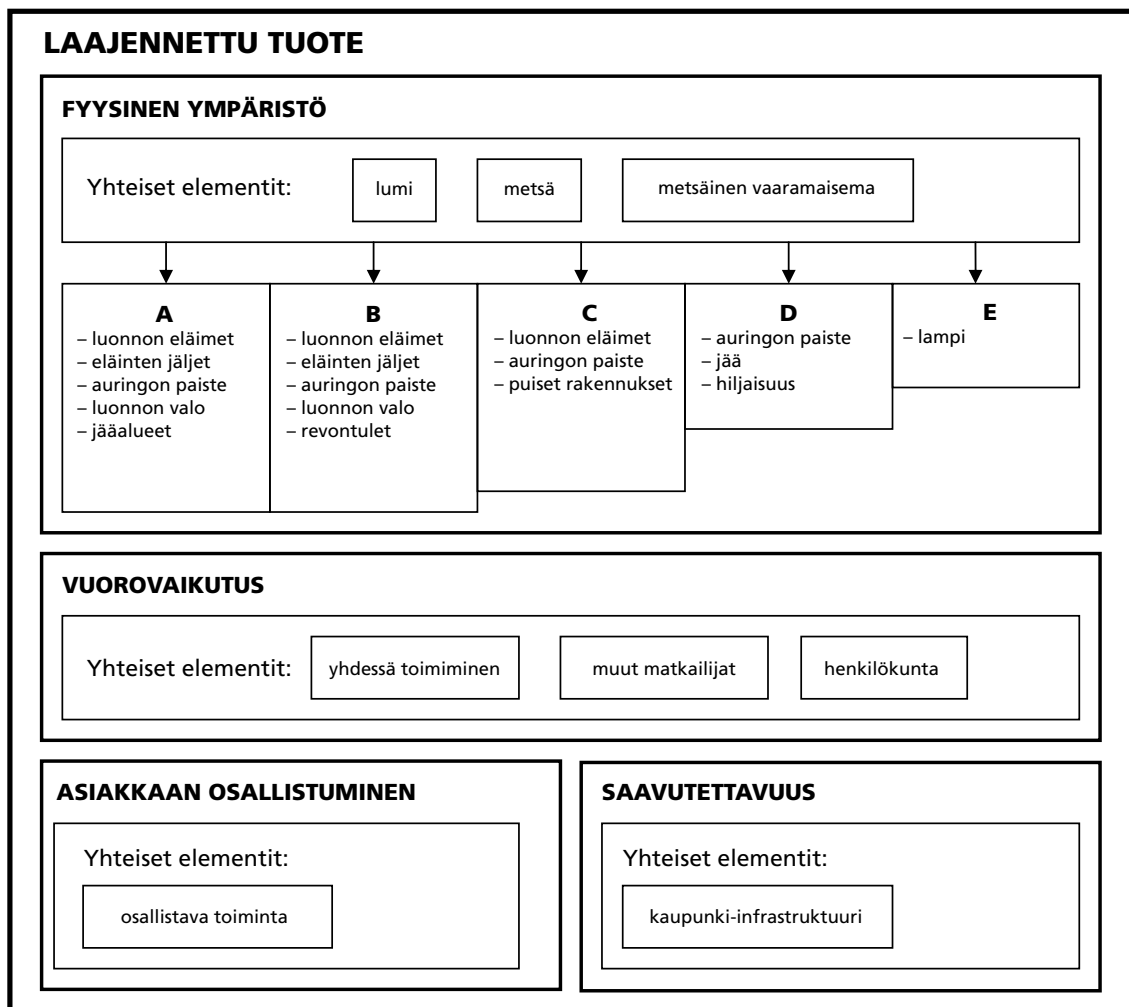 LAAJENNETTU TUOTE
FYYSINEN YMPÄRISTÖ
Yhteiset elementit: lumi metsä metsäinen vaaramaisema
A
– luonnon eläimet
– eläinten jäljet
– auringon paiste
– luonnon valo
– jääalueet
B
– luonnon eläimet
– eläinten jäljet
– auringon paiste
– luonnon valo
– revontulet
C
– luonnon eläimet
– auringon paiste
– puiset rakennukset
D
– auringon paiste
– jää
– hiljaisuus
E
– lampi
VUOROVAIKUTUS
Yhteiset elementit: yhdessä toimiminen muut matkailijat henkilökunta
ASIAKKAAN OSALLISTUMINEN
Yhteiset elementit:
osallistava toiminta
SAAVUTETTAVUUS
Yhteiset elementit:
kaupunki-infrastruktuuri